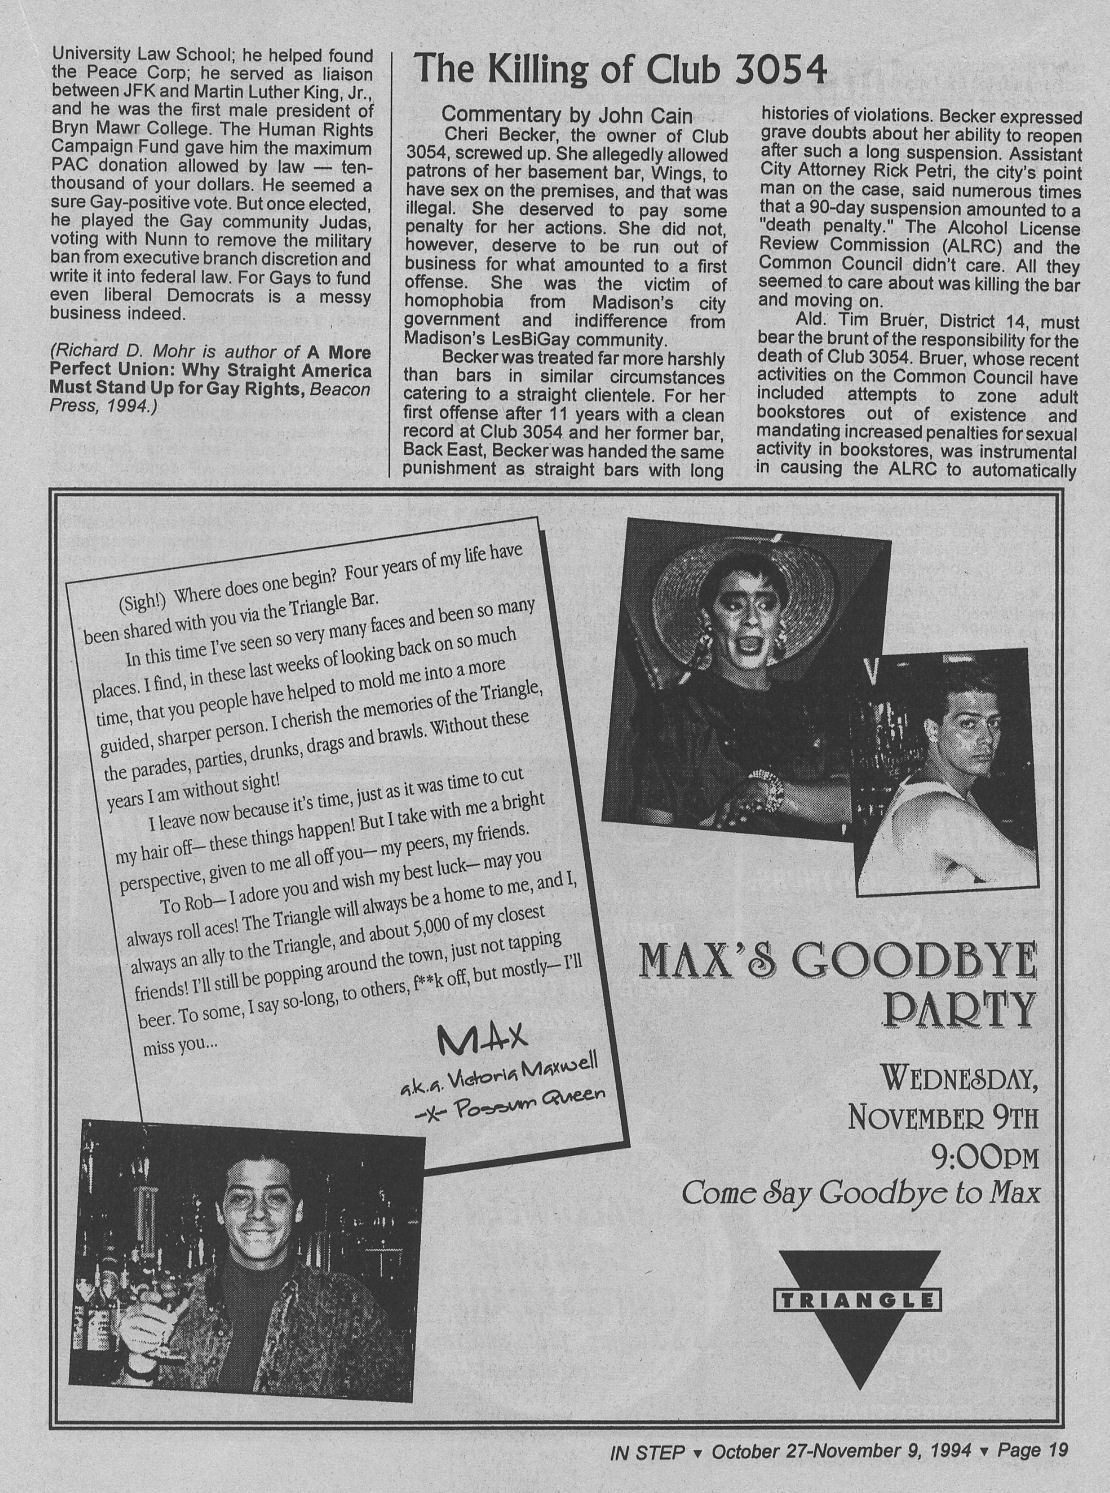 University Law School; he helped found
the Peace Corp; he served as liaison
between JFK and Martin Luther King, Jr.,
and he was the first male president of
Bryn Mawr College. The Human Rights
Campaign Fund gave him the maximum
PAC donation allowed by law — ten-
thousand of your dollars. He seemed a
sure Gay-positive vote. But once elected,
he played the Gay community Judas,
voting with Nunn to remove the military
ban from executive branch discretion and
write it into federal law. For Gays to fund
even liberal Democrats is a messy
business indeed.
(Richard D. Mohr is author of A More
Perfect Union: Why Straight America
Must Stand Up for Gay Rights, Beacon
Press, 1994.)
The Killing of Club 3054
Commentary by John Cain
Cheri Becker, the owner of Club
3054, screwed up. She allegedly allowed
patrons of her basement bar, Wings, to
have sex on the premises, and that was
illegal. She deserved to pay some
penalty for her actions. She did not,
however, deserve to be run out of
business for what amounted to a first
offense. She was the victim of
homophobia from Madison's city
government and indifference from
Madison's LesBiGay community.
Becker was treated far more harshly
than bars in similar circumstances
catering to a straight clientele. For her
first offense after 11 years with a clean
record at Club 3054 and her former bar,
Back East, Becker was handed the same
punishment as straight bars with long
histories of violations. Becker expressed
grave doubts about her ability to reopen
after such a long suspension. Assistant
City Attorney Rick Petri, the city's point
man on the case, said numerous times
that a 90-day suspension amounted to a
"death penalty." The Alcohol License
Review Commission (ALRC) and the
Common Council didn't care. All they
seemed to care about was killing the bar
and moving on.
Ald. Tim Bruer, District 14, must
bear the brunt of the responsibility for the
death of Club 3054. Bruer, whose recent
activities on the Common Council have
included attempts to zone adult
bookstores out of existence and
mandating increased penalties for sexual
activity in bookstores, was instrumental
in causing the ALRC to automatically
(Sigh!) Where does one begin? Four years of my life have
been shared with you via the Triangle Bar.
In this time I've seen so very many faces and been so many
places. I find, in these last weeks of looking back on so much
time, that you people have helped to mold me into a more
guided, sharper person. I cherish the memories of the Triangle,
the parades, parties, drunks, drags and brawls. Without these
years I am without sight!
I leave now because it's time, just as it was time to cut
my hair off— these things happen! But I take with me a bright
perspective, given to me all off you— my peers, my friends.
To Rob— I adore you and wish my best luck— may you
always roll aces! The Triangle will always be a home to me, and I,
always an ally to the Triangle, and about 5,000 of my closest
friends! I'll still be popping around the town, just not tapping
beer. To some, I say so-long, to others, f**k off, but mostly— I'll
miss you...
MAX
a.k.a. Victoria Maxwell
-x- Possum Queen
MAX'S GOODBYE
PARTY
WEDNESDAY,
NOVEMBER 9TH
9:00PM
Come Say Goodbye to Max
TRIANGLE
IN STEP ▼ October 27-November 9, 1994 ▼ Page 19